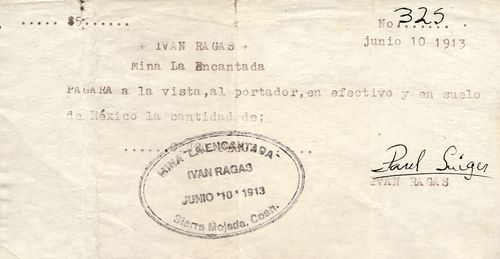 ..... 85......
No. 325
junio 10 1913
+ IVAN RAGAS +
Mina La Encantada
PAGARA a la vista, al portador, en efectivo y en suelo
de México la cantidad de;
MINA "LA ENCANTADA"
IVAN RAGAS
JUNIO "10" 1913
Sierra Mojada, Coah.
IVAN RAGAS